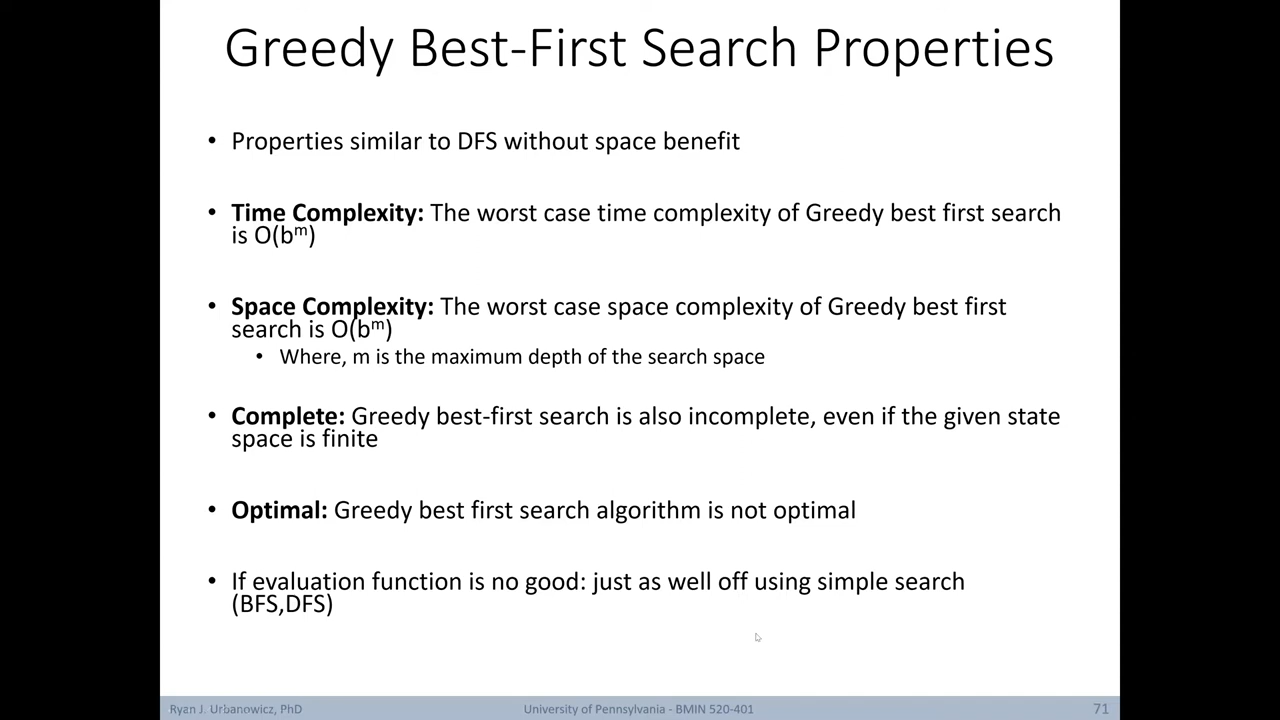 Greedy Best-First Search Properties
• Properties similar to DFS without space benefit
• Time Complexity: The worst case time complexity of Greedy best first search
is O(bᵐ)
• Space Complexity: The worst case space complexity of Greedy best first
search is O(bᵐ)
• Where, m is the maximum depth of the search space
• Complete: Greedy best-first search is also incomplete, even if the given state
space is finite
• Optimal: Greedy best first search algorithm is not optimal
• If evaluation function is no good: just as well off using simple search
(BFS,DFS)
Ryan J. Urbanowicz, PhD
University of Pennsylvania - BMIN 520-401
71